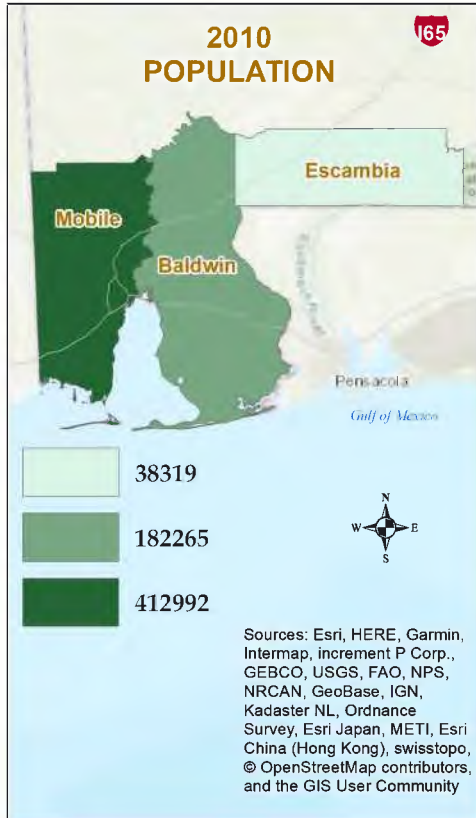 2010
POPULATION
I65
Escambia
Mobile
Baldwin
Pensacola
Gulf of Mexico
38319
182265
412992
N
W E
S
Sources: Esri, HERE, Garmin,
Intermap, increment P Corp.,
GEBCO, USGS, FAO, NPS,
NRCAN, GeoBase, IGN,
Kadaster NL, Ordnance
Survey, Esri Japan, METI, Esri
China (Hong Kong), swisstopo,
© OpenStreetMap contributors,
and the GIS User Community